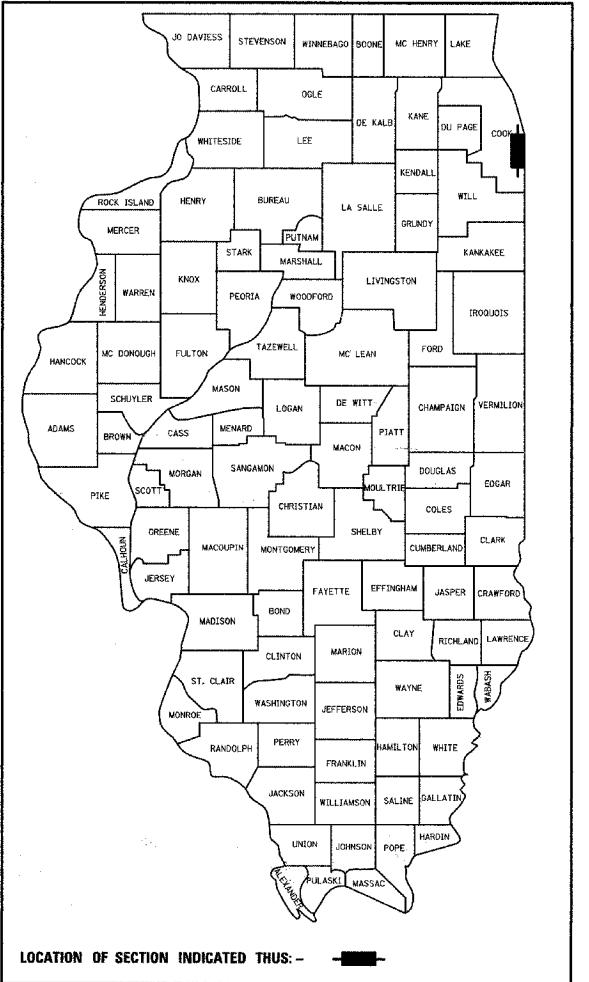 JO DAVIESS
STEVENSON
WINNEBAGO
BOONE
MC HENRY
LAKE
CARROLL
OGLE
DE KALB
KANE
DU PAGE
COOK
WHITESIDE
LEE
KENDALL
WILL
ROCK ISLAND
HENRY
BUREAU
LA SALLE
GRUNDY
MERCER
PUTNAM
STARK
MARSHALL
KANKAKEE
HENDERSON
WARREN
KNOX
PEORIA
WOODFORD
LIVINGSTON
IROQUOIS
HANCOCK
MC DONOUGH
FULTON
TAZEWELL
MC LEAN
FORD
SCHUYLER
MASON
LOGAN
DE WITT
CHAMPAIGN
VERMILION
ADAMS
BROWN
CASS
MENARD
MACON
PIATT
PIKE
SCOTT
MORGAN
SANGAMON
CHRISTIAN
MOULTRIE
DOUGLAS
EDGAR
COLES
CALHOUN
GREENE
MACOUPIN
MONTGOMERY
SHELBY
CUMBERLAND
CLARK
JERSEY
FAYETTE
EFFINGHAM
JASPER
CRAWFORD
MADISON
BOND
CLAY
RICHLAND
LAWRENCE
CLINTON
MARION
ST. CLAIR
WAYNE
EDWARDS
WABASH
MONROE
WASHINGTON
JEFFERSON
RANDOLPH
PERRY
HAMILTON
WHITE
FRANKLIN
JACKSON
WILLIAMSON
SALINE
GALLATIN
UNION
JOHNSON
POPE
HARDIN
ALEXANDER
PULASKI
MASSAC
LOCATION OF SECTION INDICATED THUS: -